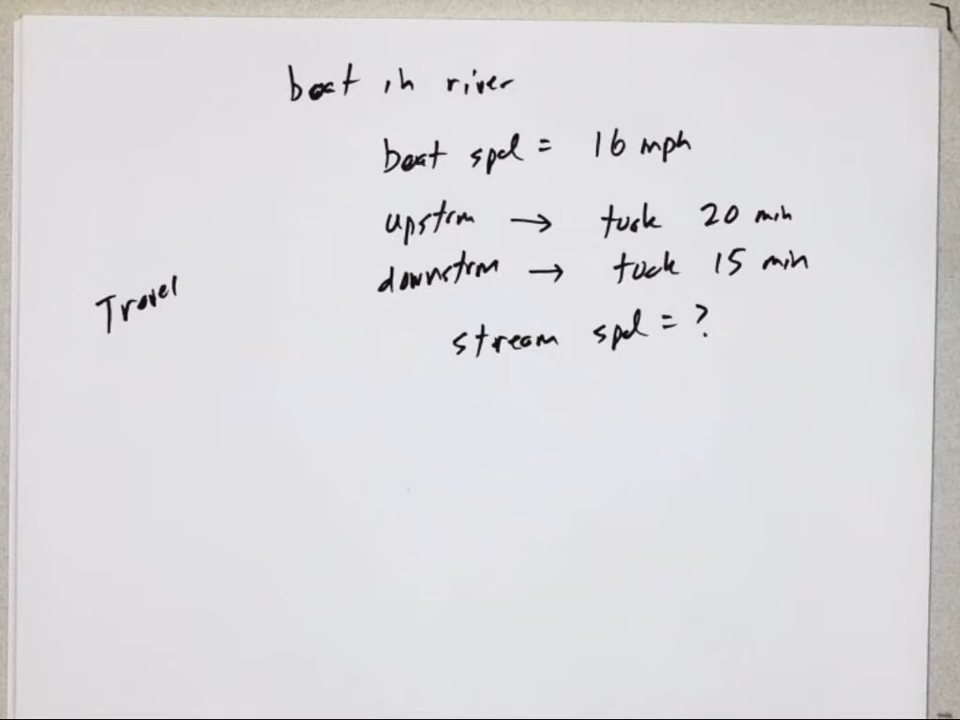 boat in river
boat spd = 16 mph
upstrm → took 20 min
downstrm → took 15 min
Travel
stream spd = ?